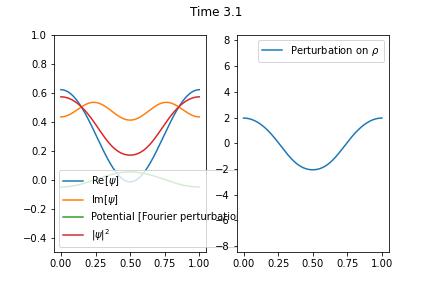 Time 3.1
1.0
0.8
0.6
0.4
0.2
0.0
−0.2
−0.4
0.00 0.25 0.50 0.75 1.00
Re[ψ]
Im[ψ]
Potential [Fourier perturbatio
|ψ|²
8
6
4
2
0
−2
−4
−6
−8
0.00 0.25 0.50 0.75 1.00
Perturbation on ρ